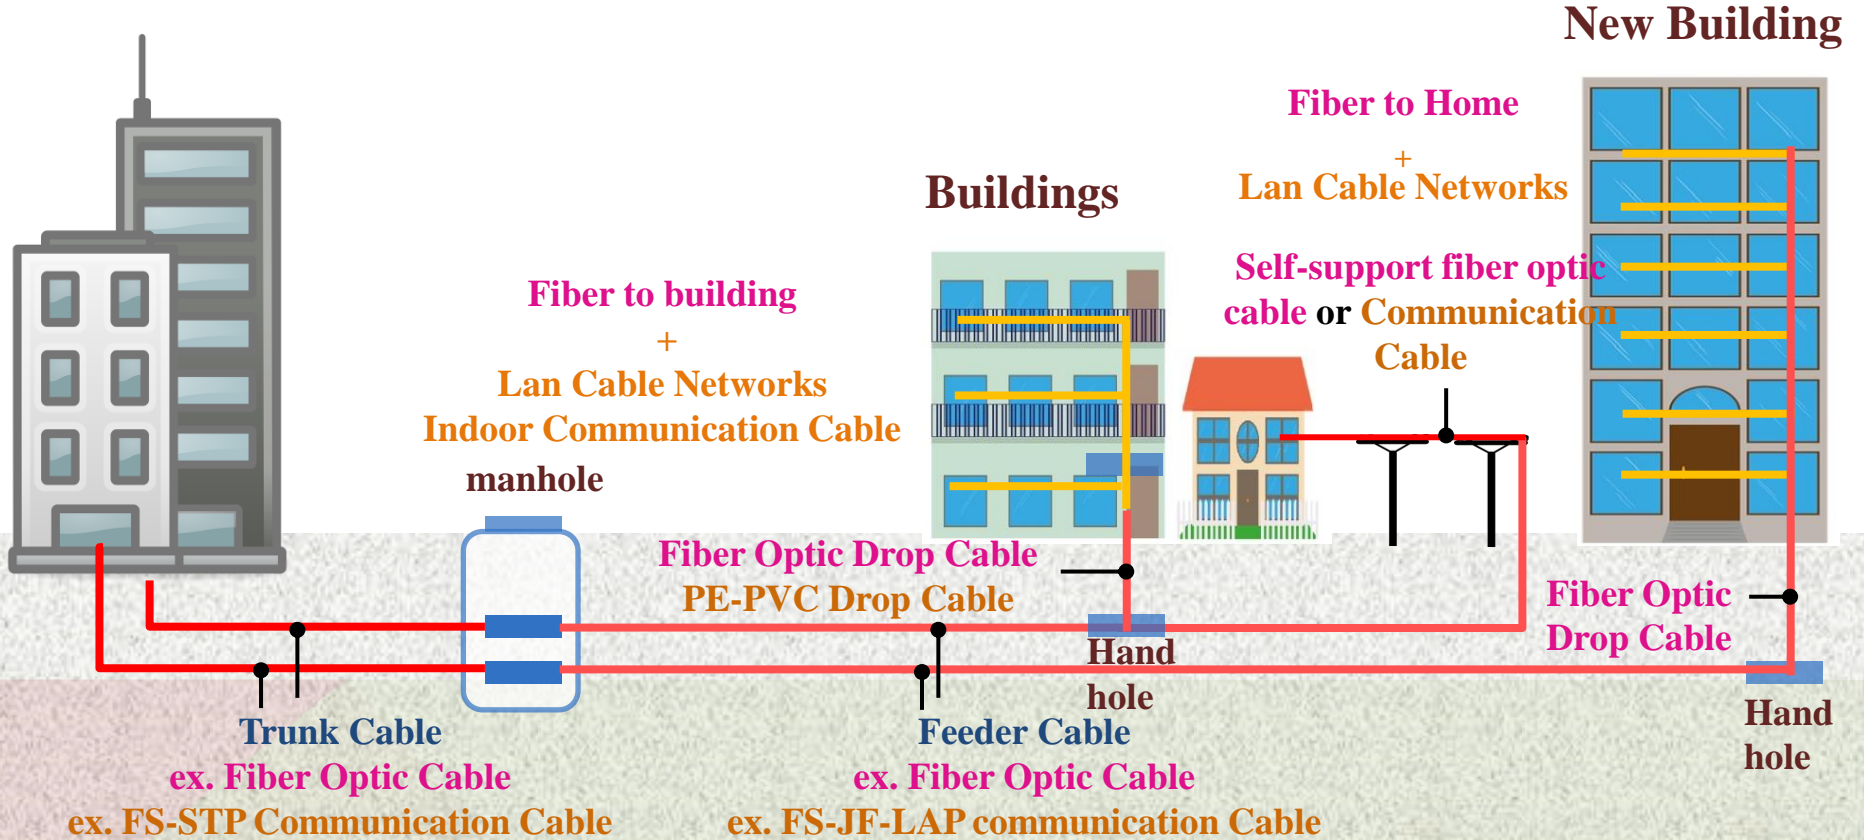 New Building
Fiber to Home
+
Lan Cable Networks
Buildings
Self-support fiber optic
cable or Communication
Cable
Fiber to building
+
Lan Cable Networks
Indoor Communication Cable
manhole
Fiber Optic Drop Cable
PE-PVC Drop Cable
Fiber Optic
Drop Cable
Hand
hole
Hand
hole
Trunk Cable
ex. Fiber Optic Cable
ex. FS-STP Communication Cable
Feeder Cable
ex. Fiber Optic Cable
ex. FS-JF-LAP communication Cable